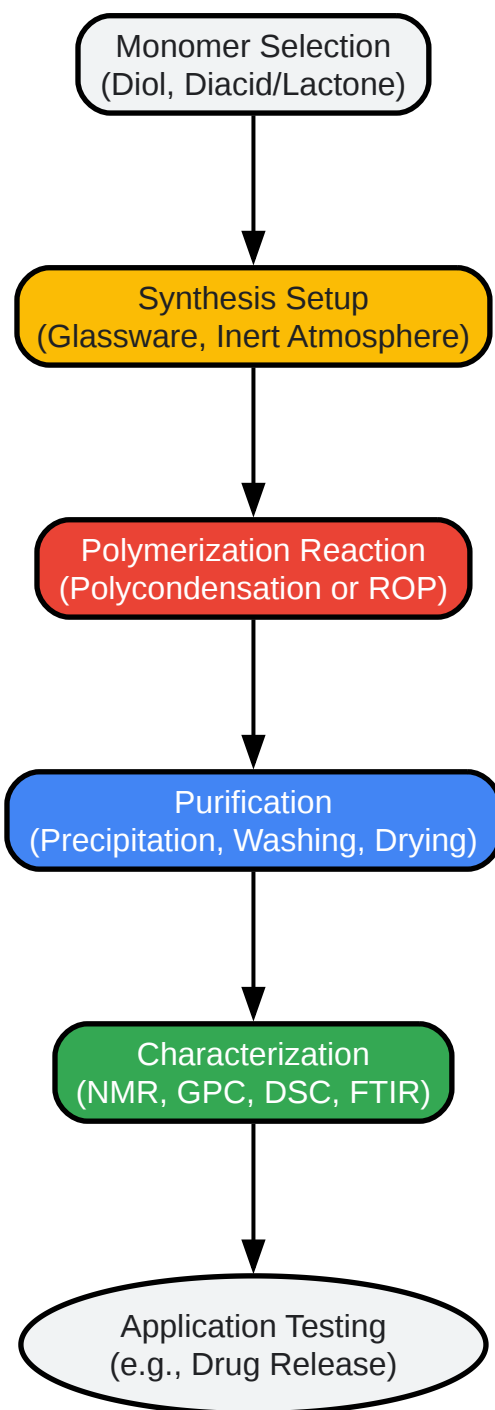 Monomer Selection
(Diol, Diacid/Lactone)
Synthesis Setup
(Glassware, Inert Atmosphere)
Polymerization Reaction
(Polycondensation or ROP)
Purification
(Precipitation, Washing, Drying)
Characterization
(NMR, GPC, DSC, FTIR)
Application Testing
(e.g., Drug Release)